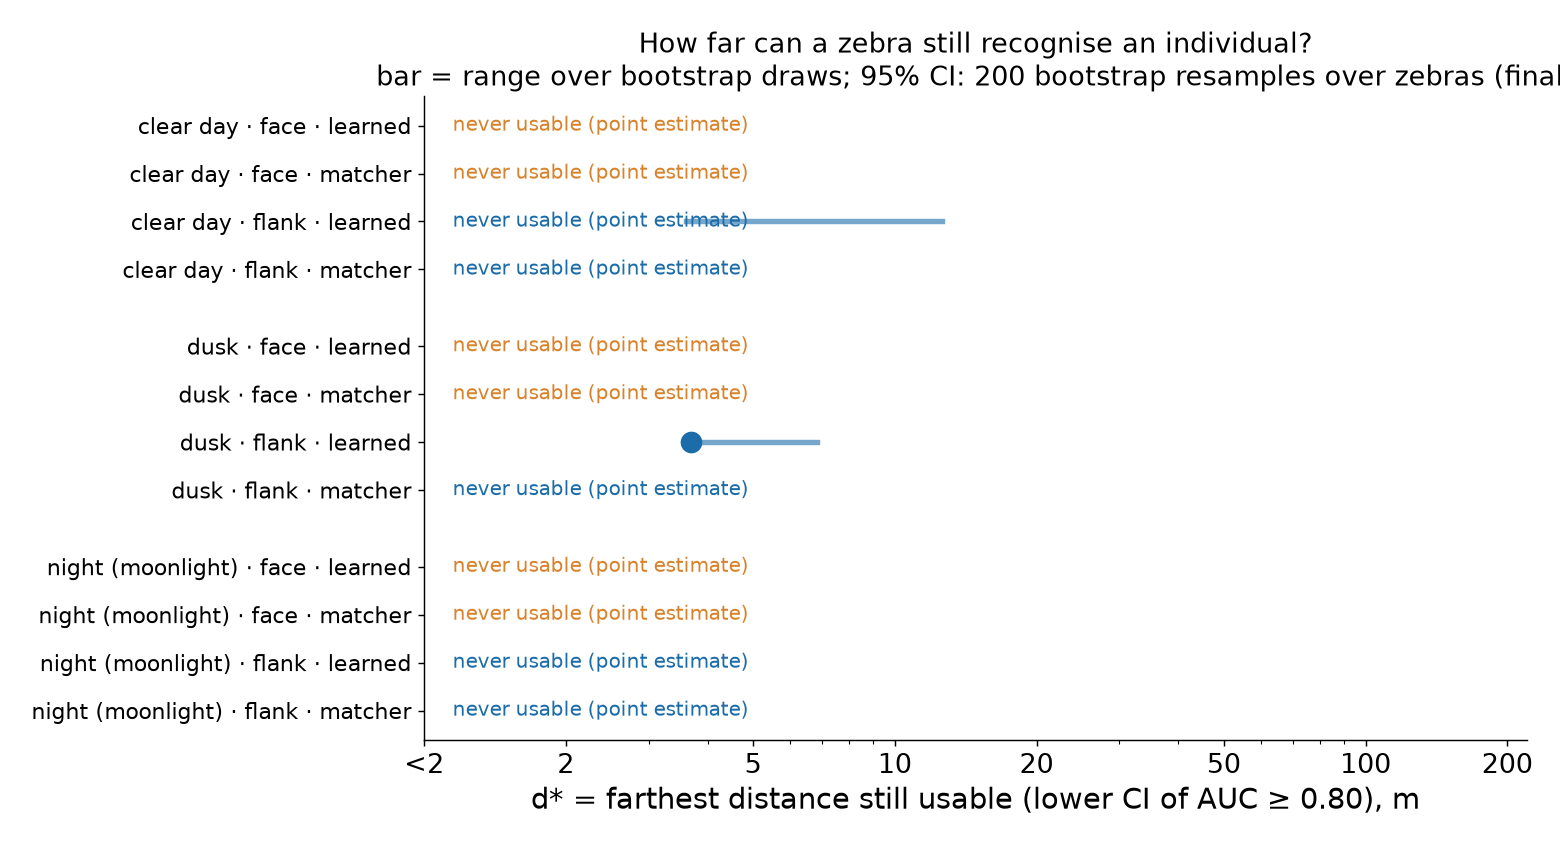 How far can a zebra still recognise an individual?
bar = range over bootstrap draws; 95% CI: 200 bootstrap resamples over zebras (final
clear day · face · learned never usable (point estimate)
clear day · face · matcher never usable (point estimate)
clear day · flank · learned never usable (point estimate)
clear day · flank · matcher never usable (point estimate)
dusk · face · learned never usable (point estimate)
dusk · face · matcher never usable (point estimate)
dusk · flank · learned
dusk · flank · matcher never usable (point estimate)
night (moonlight) · face · learned never usable (point estimate)
night (moonlight) · face · matcher never usable (point estimate)
night (moonlight) · flank · learned never usable (point estimate)
night (moonlight) · flank · matcher never usable (point estimate)
<2 2 5 10 20 50 100 200
d* = farthest distance still usable (lower CI of AUC ≥ 0.80), m